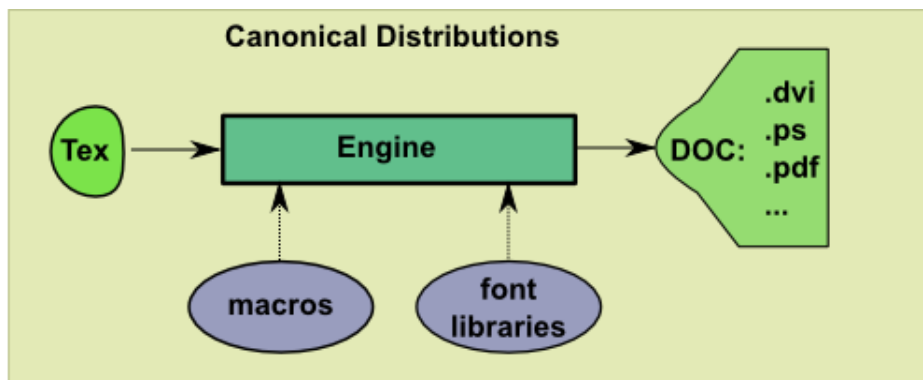 Canonical Distributions
Tex
Engine
DOC:
.dvi
.ps
.pdf
...
macros
font
libraries